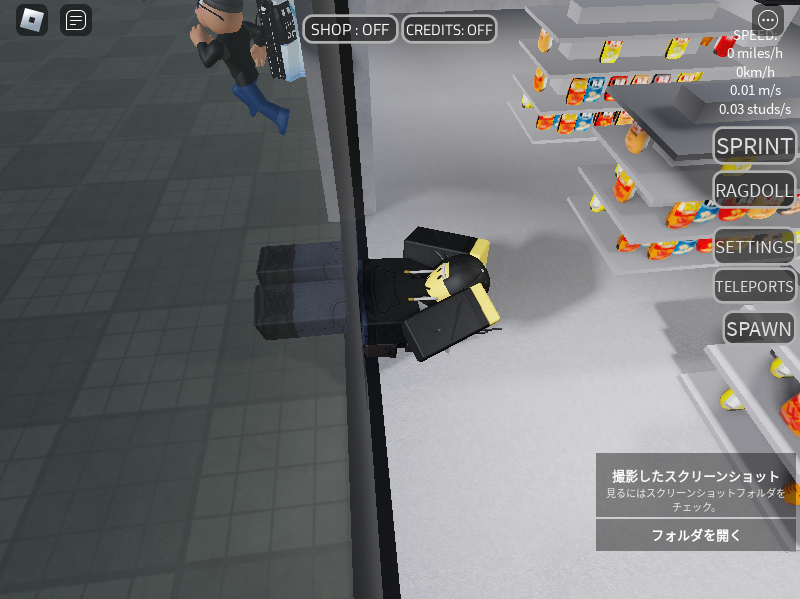 SHOP : OFF
CREDITS: OFF
SPEED:
0 miles/h
0km/h
0.01 m/s
0.03 studs/s
SPRINT
RAGDOLL
SETTINGS
TELEPORTS
SPAWN
撮影したスクリーンショット
見るにはスクリーンショットフォルダを
チェック。
フォルダを開く